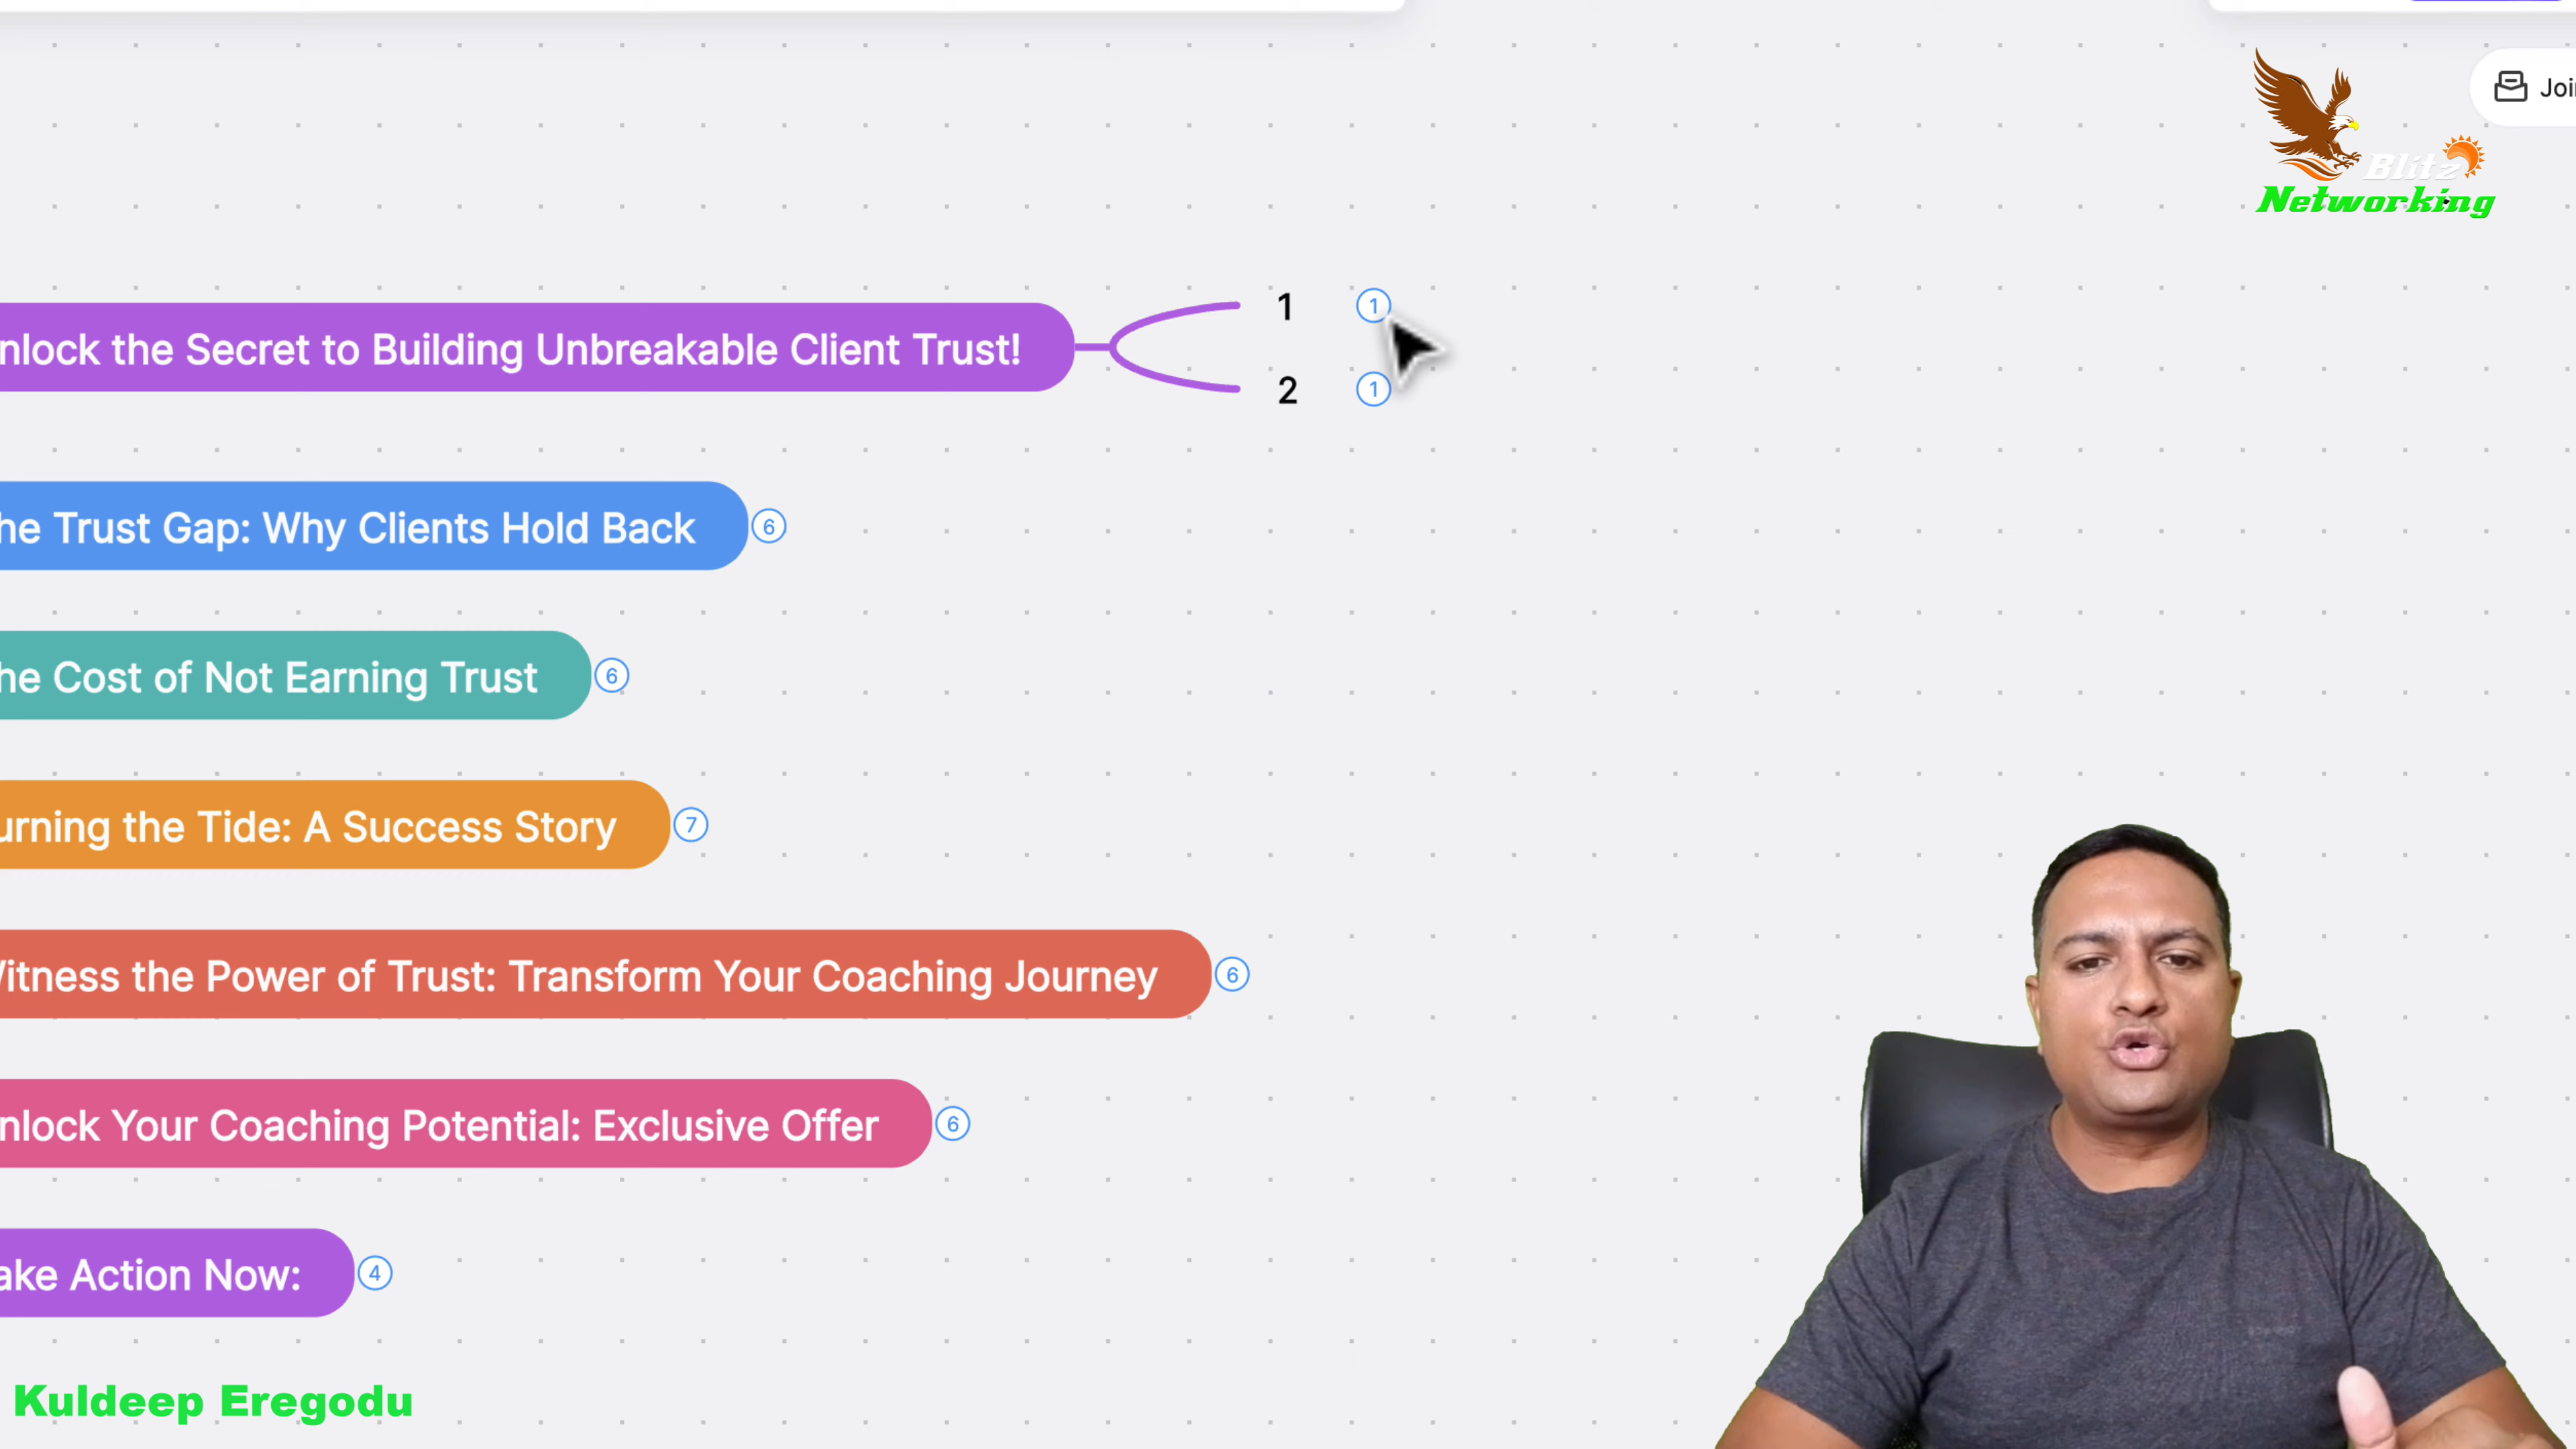 Joi
Blitz
Networking
nlock the Secret to Building Unbreakable Client Trust!
1
1
2
1
he Trust Gap: Why Clients Hold Back
6
he Cost of Not Earning Trust
6
urning the Tide: A Success Story
7
itness the Power of Trust: Transform Your Coaching Journey
6
nlock Your Coaching Potential: Exclusive Offer
6
ake Action Now:
4
Kuldeep Eregodu